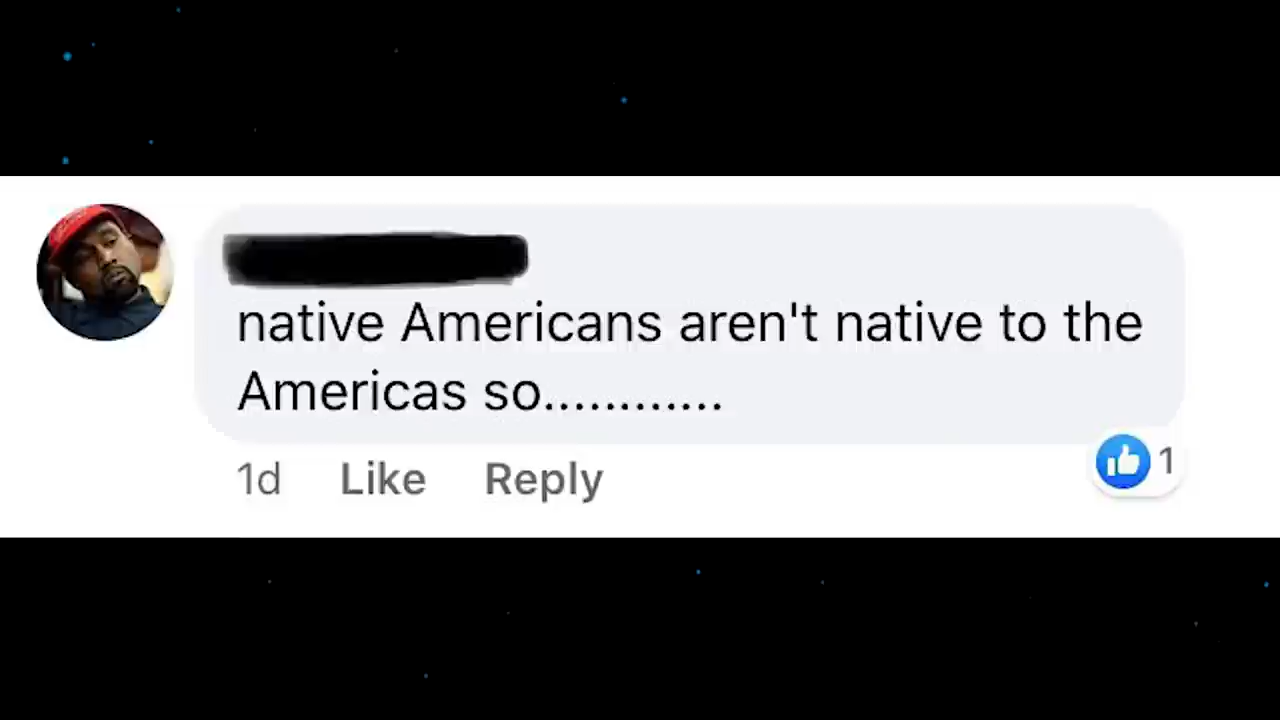 native Americans aren't native to the
Americas so............
1d Like Reply
1